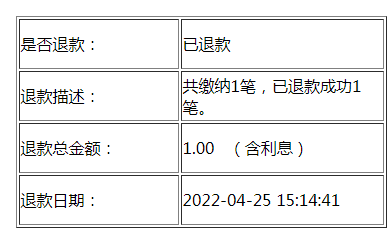 是否退款： 已退款
退款描述： 共缴纳1笔，已退款成功1
笔。
退款总金额： 1.00 （含利息）
退款日期： 2022-04-25 15:14:41